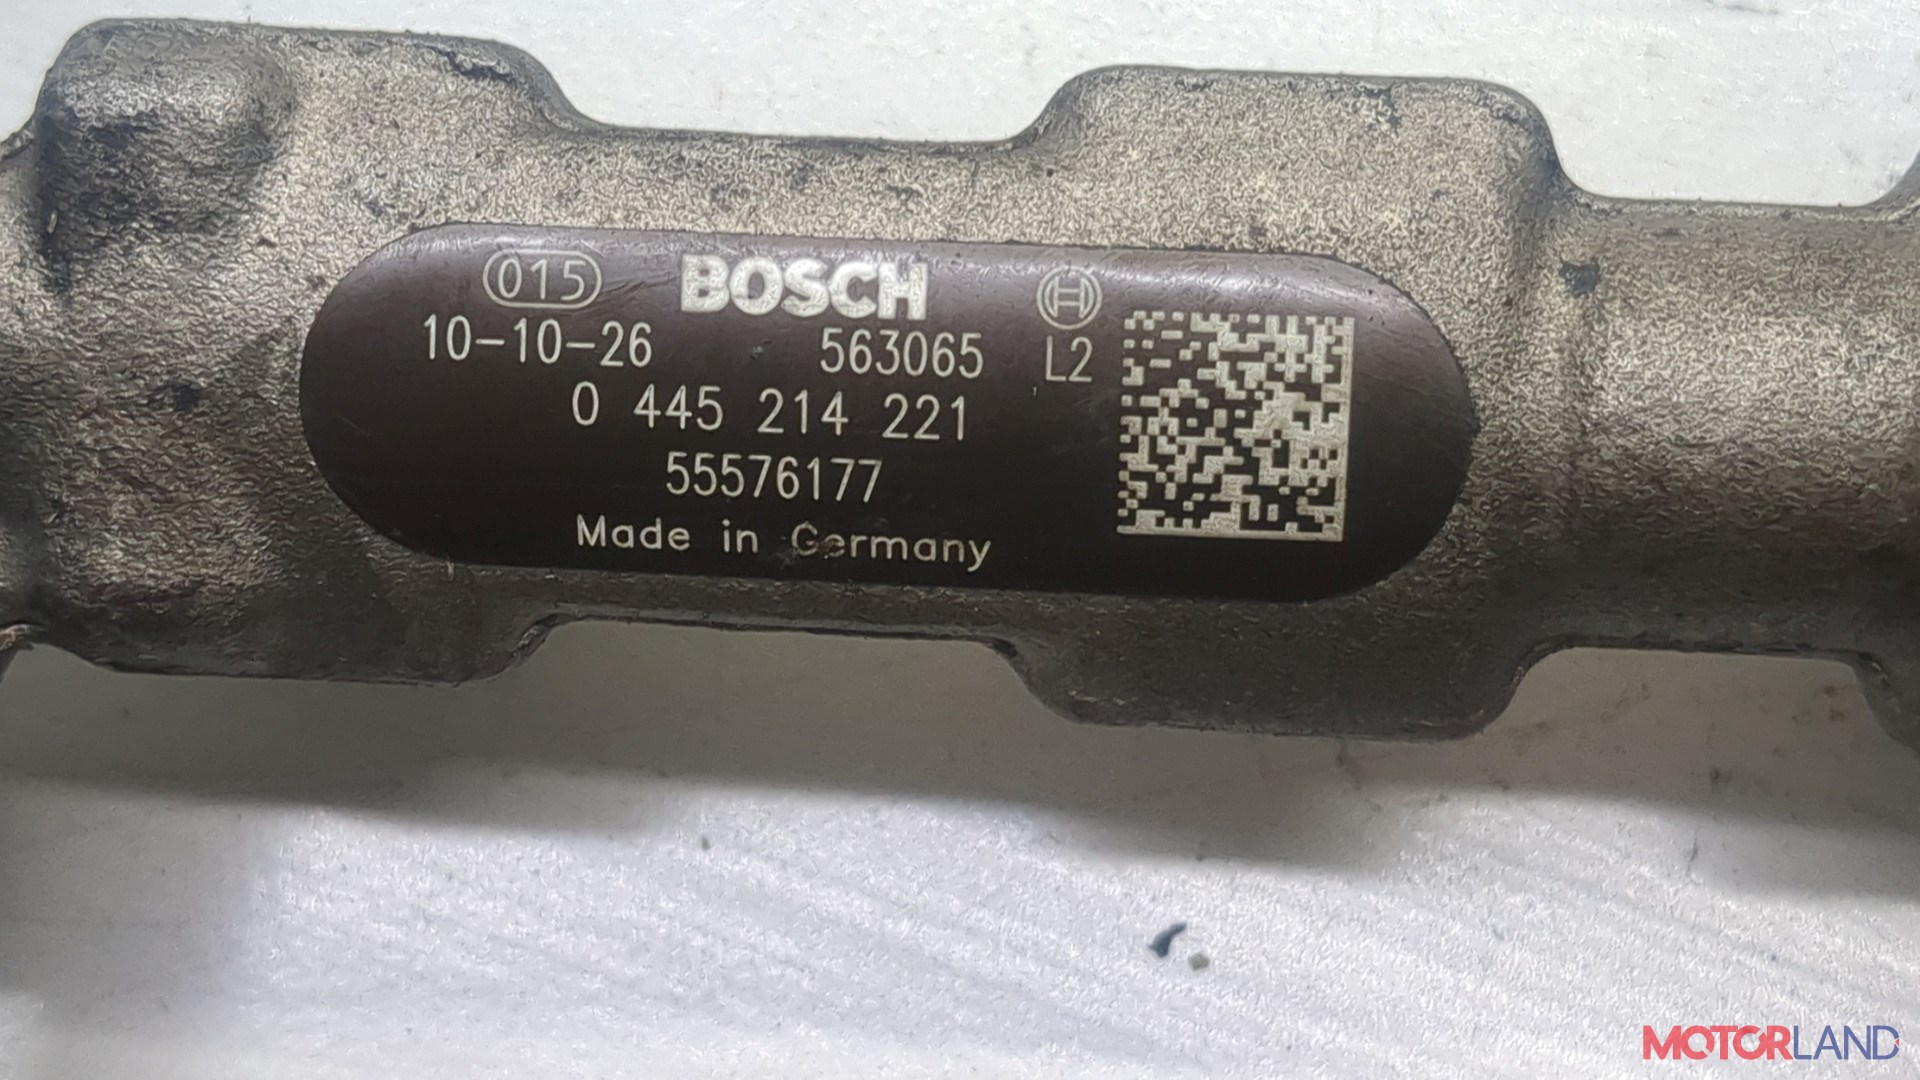 015 BOSCH
10-10-26 563065 L2
0 445 214 221
55576177
Made in Germany
MOTORLAND